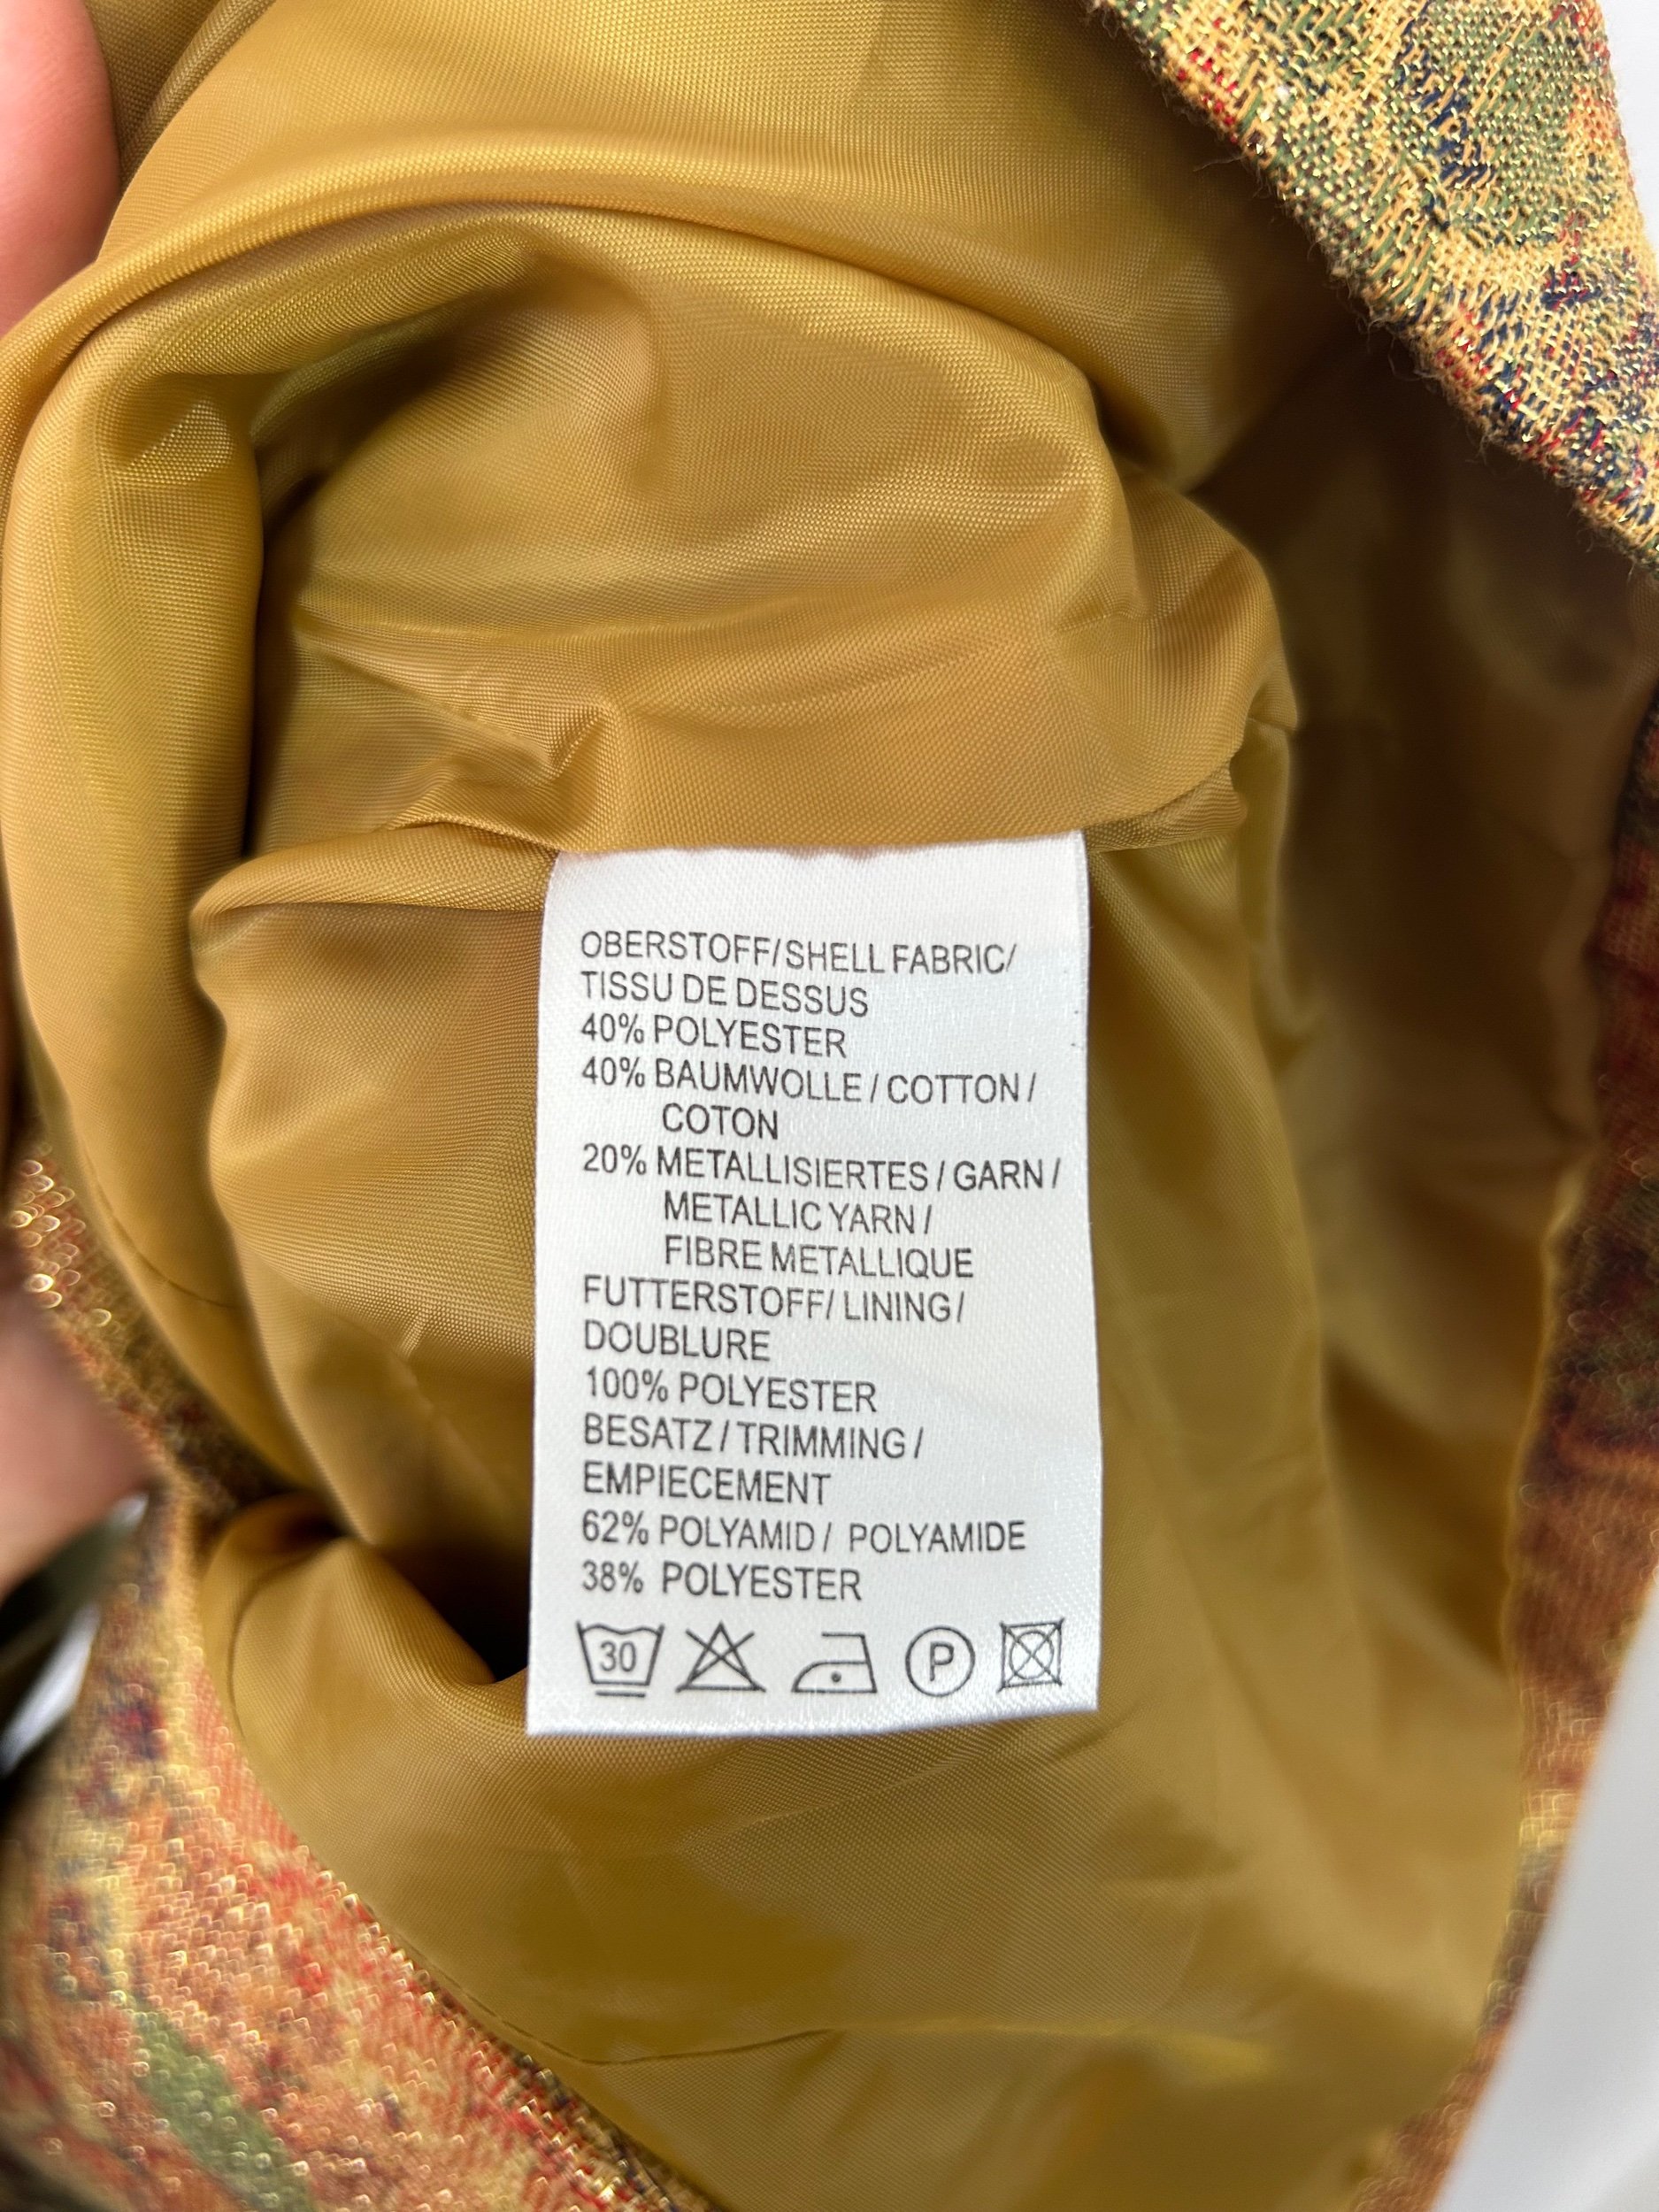 OBERSTOFF/SHELL FABRIC/
TISSU DE DESSUS
40% POLYESTER
40% BAUMWOLLE / COTTON /
COTON
20% METALLISIERTES / GARN /
METALLIC YARN /
FIBRE METALLIQUE
FUTTERSTOFF/ LINING/
DOUBLURE
100% POLYESTER
BESATZ / TRIMMING /
EMPIECEMENT
62% POLYAMID / POLYAMIDE
38% POLYESTER
30 P